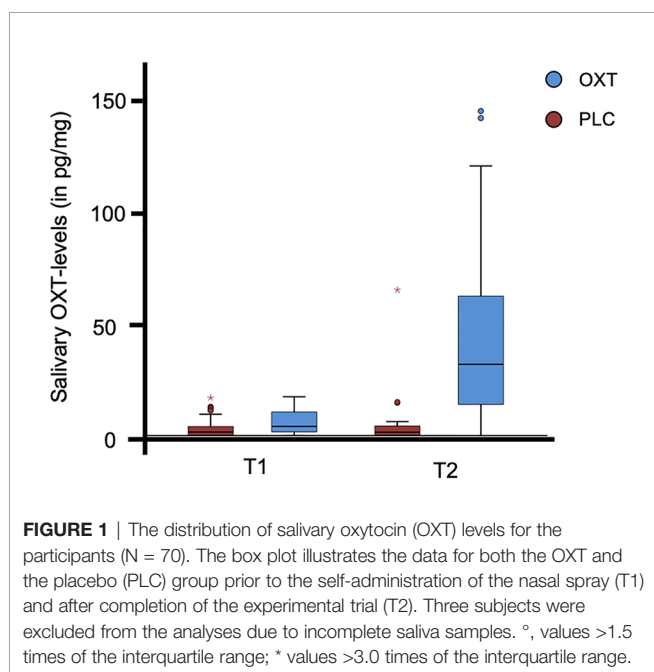 Salivary OXT-levels (in pg/mg)
150
100
50
0
OXT
PLC
*
*
T1
T2
FIGURE 1 | The distribution of salivary oxytocin (OXT) levels for the
participants (N = 70). The box plot illustrates the data for both the OXT and
the placebo (PLC) group prior to the self-administration of the nasal spray (T1)
and after completion of the experimental trial (T2). Three subjects were
excluded from the analyses due to incomplete saliva samples. °, values >1.5
times of the interquartile range; * values >3.0 times of the interquartile range.